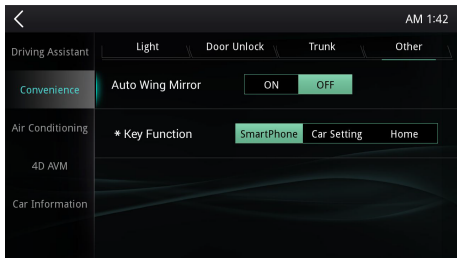 AM 1:42
Driving Assistant
Light Door Unlock Trunk Other
Convenience
Auto Wing Mirror ON OFF
Air Conditioning
* Key Function SmartPhone Car Setting Home
4D AVM
Car Information